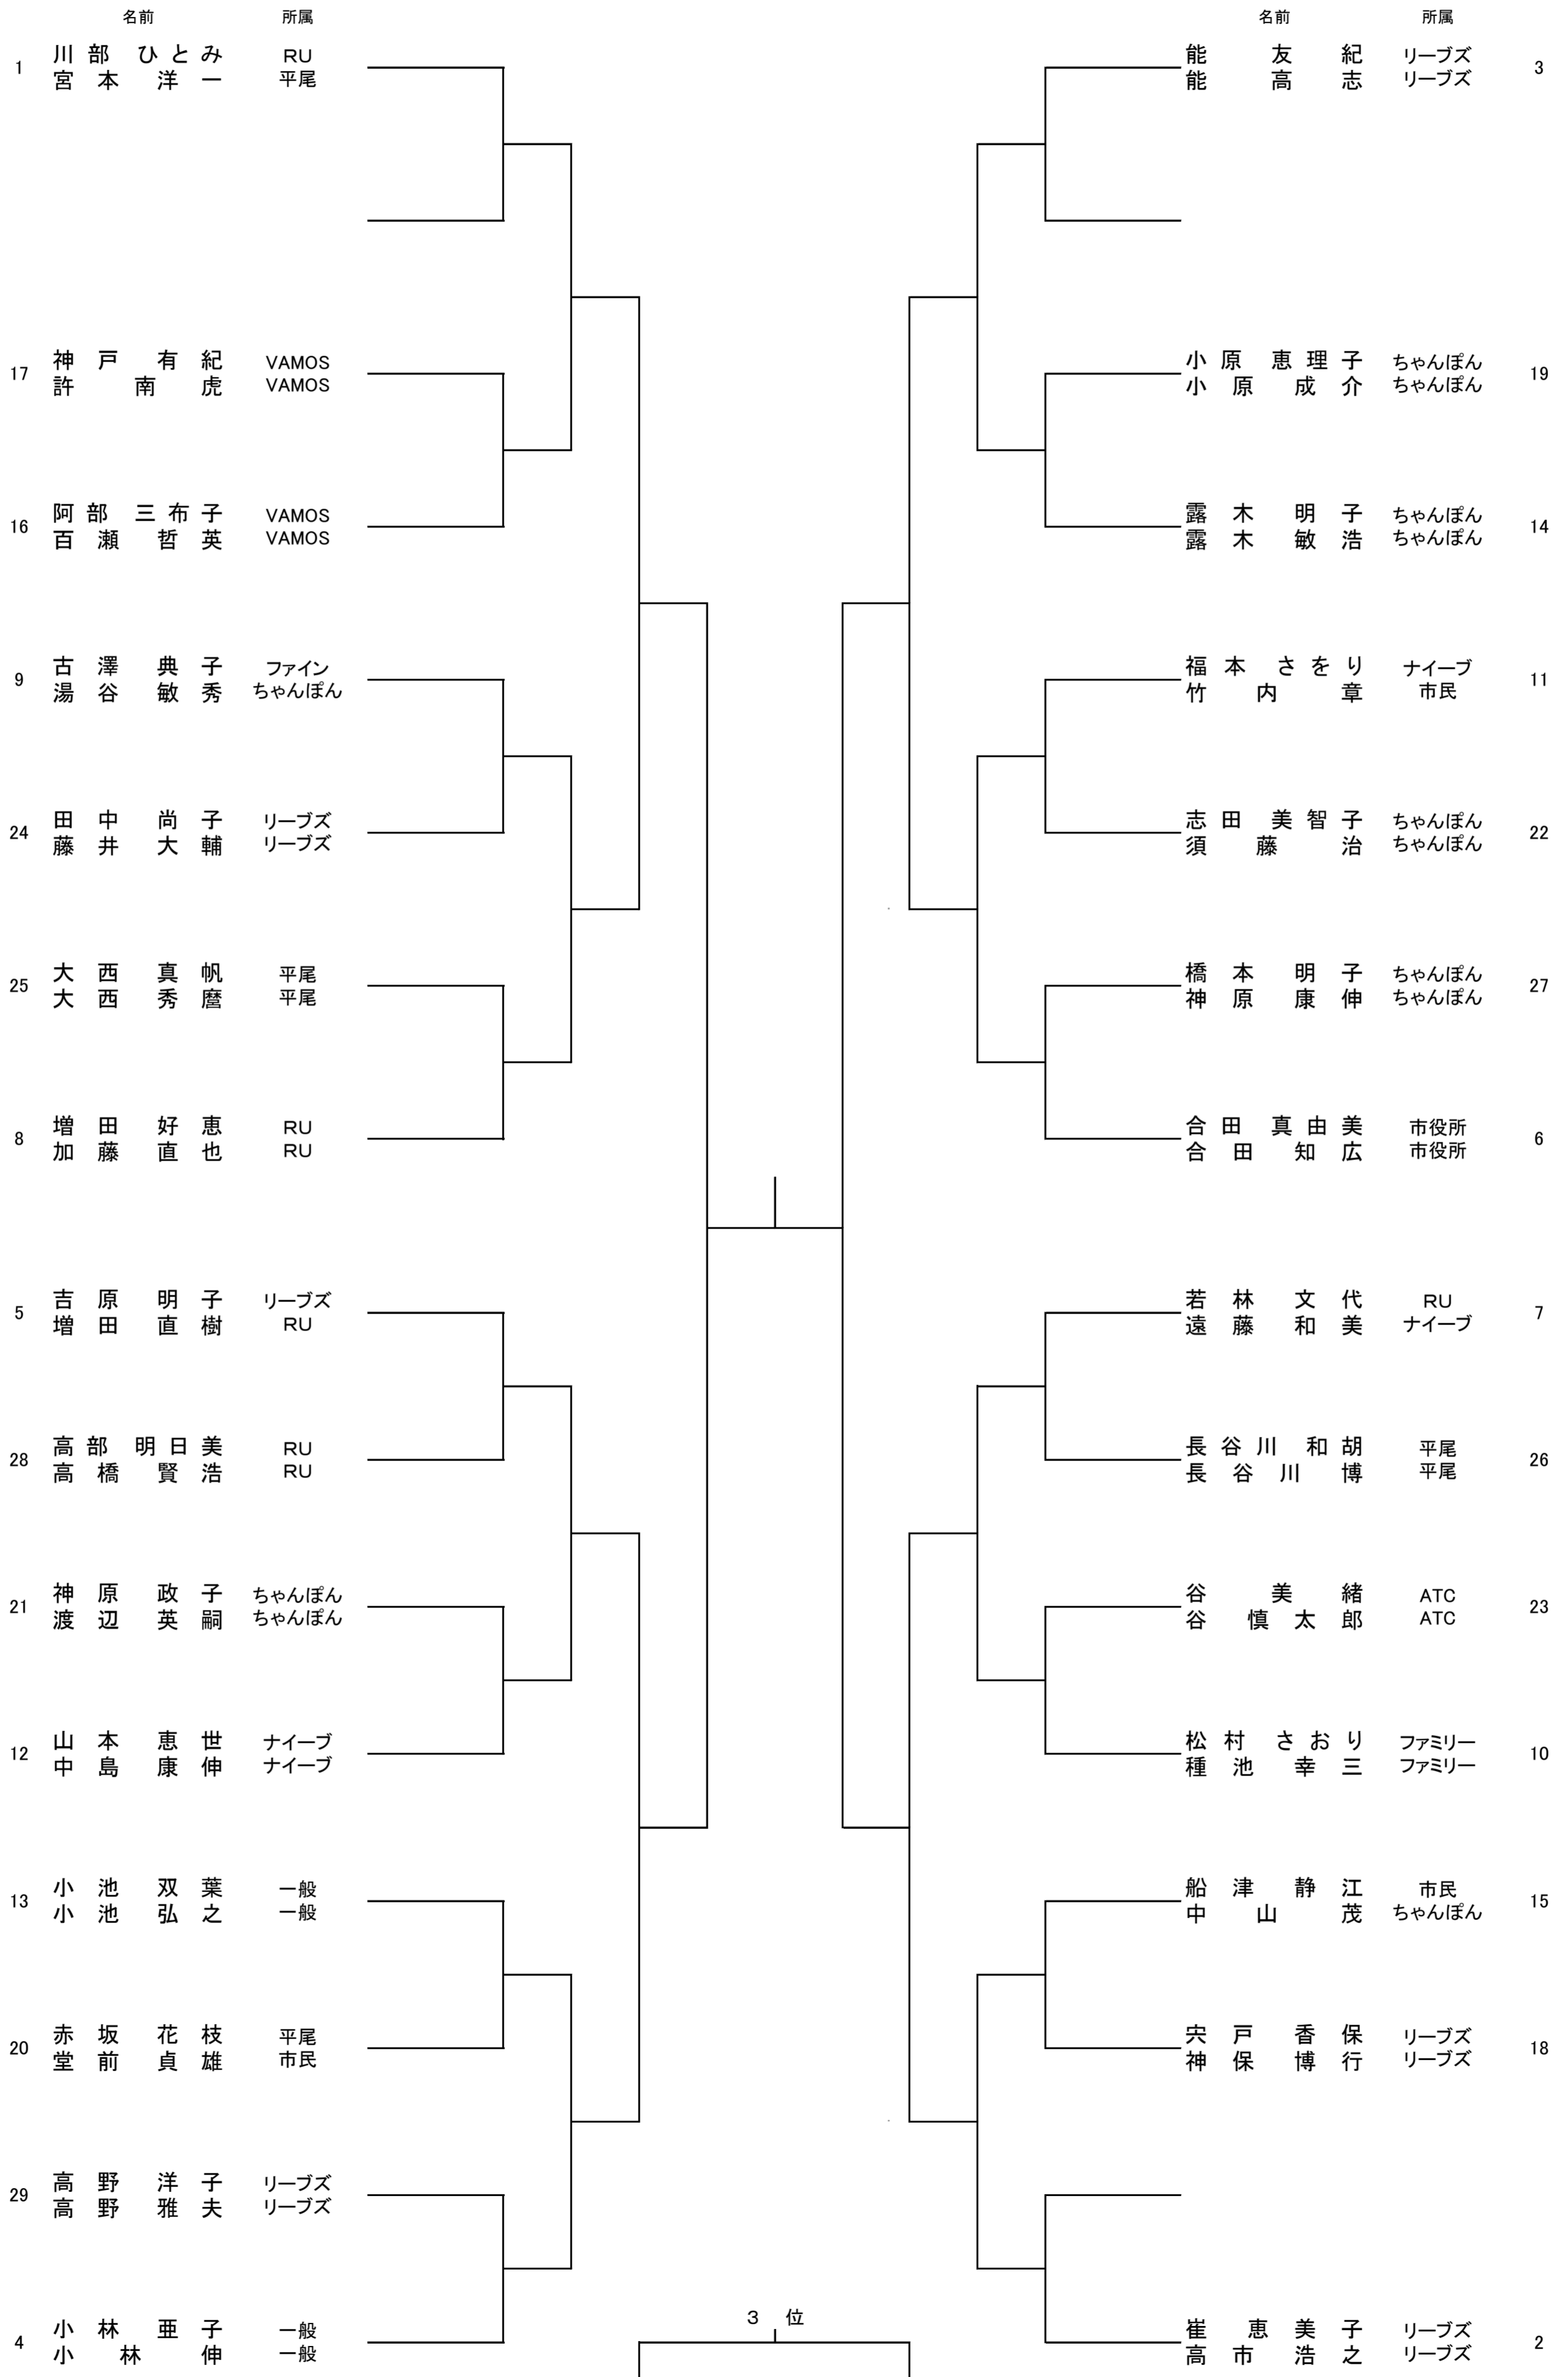 名前 所属
1 川部 ひとみ RU
宮本 洋一 平尾
17 神戸 有紀 VAMOS
許 南虎 VAMOS
16 阿部 三布子 VAMOS
百瀬 哲英 VAMOS
9 古澤 典子 ファイン
湯谷 敏秀 ちゃんぽん
24 田中 尚子 リーブズ
藤井 大輔 リーブズ
25 大西 真帆 平尾
大西 秀麿 平尾
8 増田 好恵 RU
加藤 直也 RU
5 吉原 明子 リーブズ
増田 直樹 RU
28 高部 明日美 RU
高橋 賢浩 RU
21 神原 政子 ちゃんぽん
渡辺 英嗣 ちゃんぽん
12 山本 恵世 ナイーブ
中島 康伸 ナイーブ
13 小池 双葉 一般
小池 弘之 一般
20 赤坂 花枝 平尾
堂前 貞雄 市民
29 高野 洋子 リーブズ
高野 雅夫 リーブズ
4 小林 亜子 一般
小林 伸 一般
名前 所属
能 友紀 リーブズ 3
能 高志 リーブズ
小原 恵理子 ちゃんぽん 19
小原 成介 ちゃんぽん
露木 明子 ちゃんぽん 14
露木 敏浩 ちゃんぽん
福本 さをり ナイーブ 11
竹内 章 市民
志田 美智子 ちゃんぽん 22
須藤 治 ちゃんぽん
橋本 明子 ちゃんぽん 27
神原 康伸 ちゃんぽん
合田 真由美 市役所 6
合田 知広 市役所
若林 文代 RU 7
遠藤 和美 ナイーブ
長谷川 和胡 平尾 26
長谷川 博 平尾
谷 美緒 ATC 23
谷 慎太郎 ATC
松村 さおり ファミリー 10
種池 幸三 ファミリー
船津 静江 市民 15
中山 茂 ちゃんぽん
宍戸 香保 リーブズ 18
神保 博行 リーブズ
崔 恵美子 リーブズ 2
高市 浩之 リーブズ
3 位